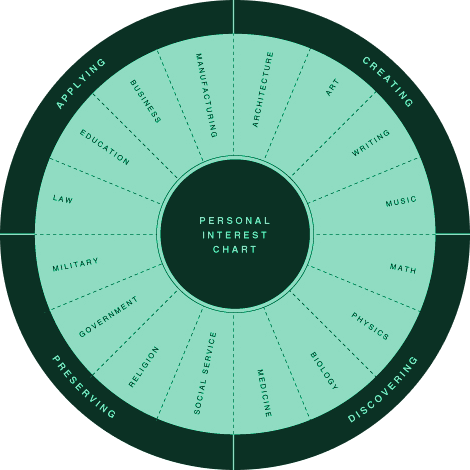 PERSONAL
INTEREST
CHART
CREATING
ARCHITECTURE
ART
WRITING
MUSIC
DISCOVERING
MATH
PHYSICS
BIOLOGY
MEDICINE
PRESERVING
SOCIAL SERVICE
RELIGION
GOVERNMENT
MILITARY
APPLYING
LAW
EDUCATION
BUSINESS
MANUFACTURING